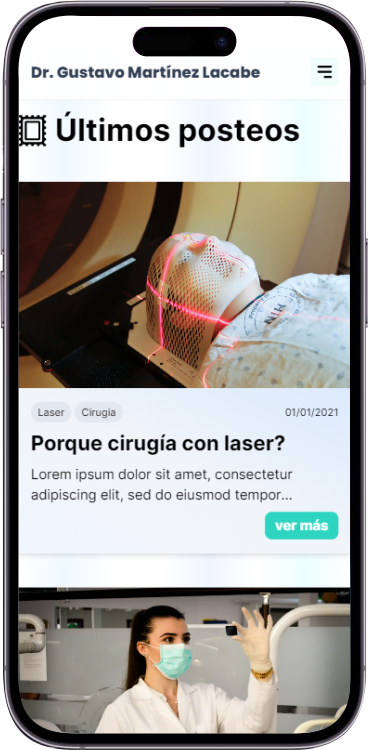 Dr. Gustavo Martínez Lacabe
Últimos posteos
NIH
Laser Cirugia 01/01/2021
Porque cirugía con laser?
Lorem ipsum dolor sit amet, consectetur
adipiscing elit, sed do eiusmod tempor...
ver más